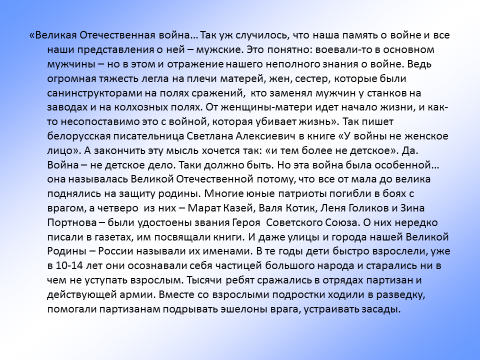 «Великая Отечественная война… Так уж случилось, что наша память о войне и все
наши представления о ней – мужские. Это понятно: воевали-то в основном
мужчины – но в этом и отражение нашего неполного знания о войне. Ведь
огромная тяжесть легла на плечи матерей, жен, сестер, которые были
санинструкторами на полях сражений,  кто заменял мужчин у станков на
заводах и на колхозных полях. От женщины-матери идет начало жизни, и как-
то несопоставимо это с войной, которая убивает жизнь». Так пишет
белорусская писательница Светлана Алексиевич в книге «У войны не женское
лицо». А закончить эту мысль хочется так: «и тем более не детское». Да.
Война – не детское дело. Таки должно быть. Но эта война была особенной…
она называлась Великой Отечественной потому, что все от мала до велика
поднялись на защиту родины. Многие юные патриоты погибли в боях с
врагом, а четверо  из них – Марат Казей, Валя Котик, Леня Голиков и Зина
Портнова – были удостоены звания Героя  Советского Союза. О них нередко
писали в газетах, им посвящали книги. И даже улицы и города нашей Великой
Родины – России называли их именами. В те годы дети быстро взрослели, уже
в 10-14 лет они осознавали себя частицей большого народа и старались ни в
чем не уступать взрослым. Тысячи ребят сражались в отрядах партизан и
действующей армии. Вместе со взрослыми подростки ходили в разведку,
помогали партизанам подрывать эшелоны врага, устраивать засады.